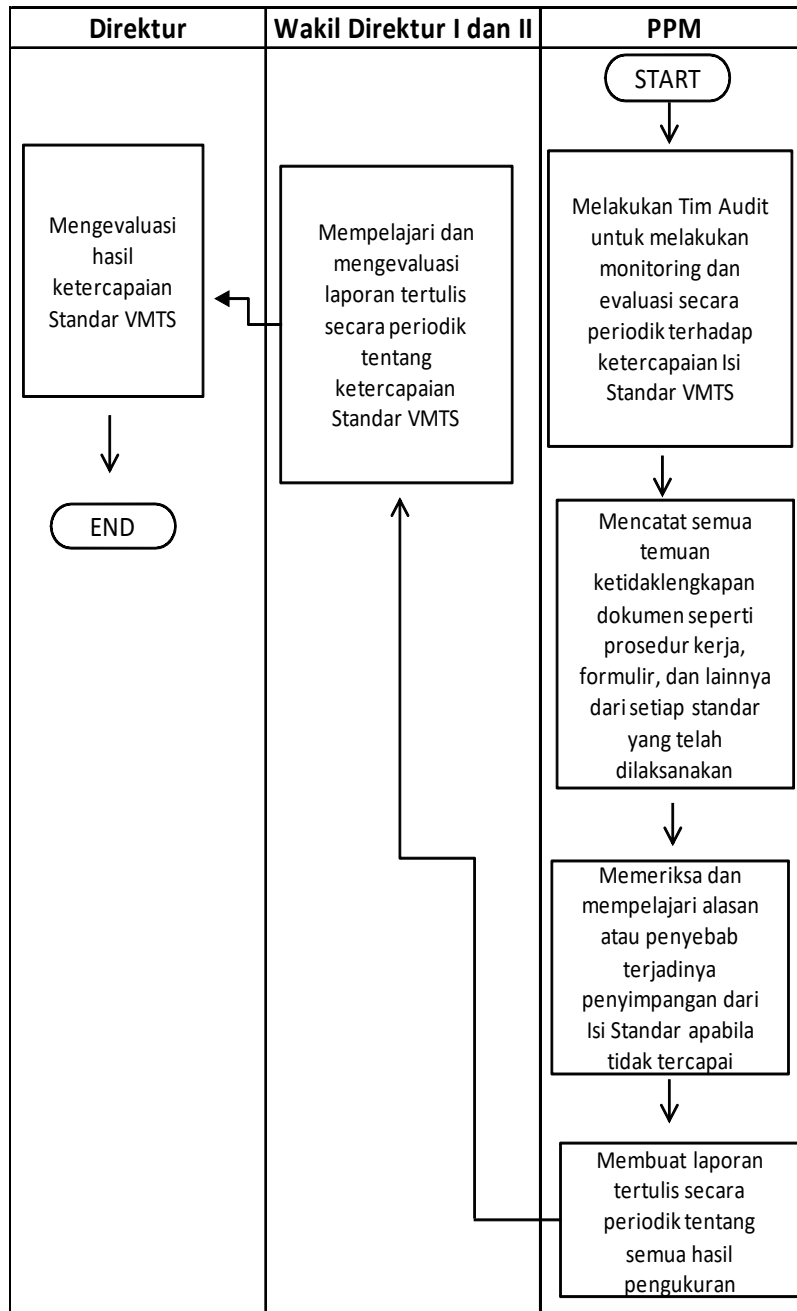 Direktur
Wakil Direktur I dan II
PPM
START
Melakukan Tim Audit
untuk melakukan
monitoring dan
evaluasi secara
periodik terhadap
ketercapaian Isi
Standar VMTS
Mencatat semua
temuan
ketidaklengkapan
dokumen seperti
prosedur kerja,
formulir, dan lainnya
dari setiap standar
yang telah
dilaksanakan
Memeriksa dan
mempelajari alasan
atau penyebab
terjadinya
penyimpangan dari
Isi Standar apabila
tidak tercapai
Membuat laporan
tertulis secara
periodik tentang
semua hasil
pengukuran
Mempelajari dan
mengevaluasi
laporan tertulis
secara periodik
tentang
ketercapaian
Standar VMTS
Mengevaluasi
hasil
ketercapaian
Standar VMTS
END